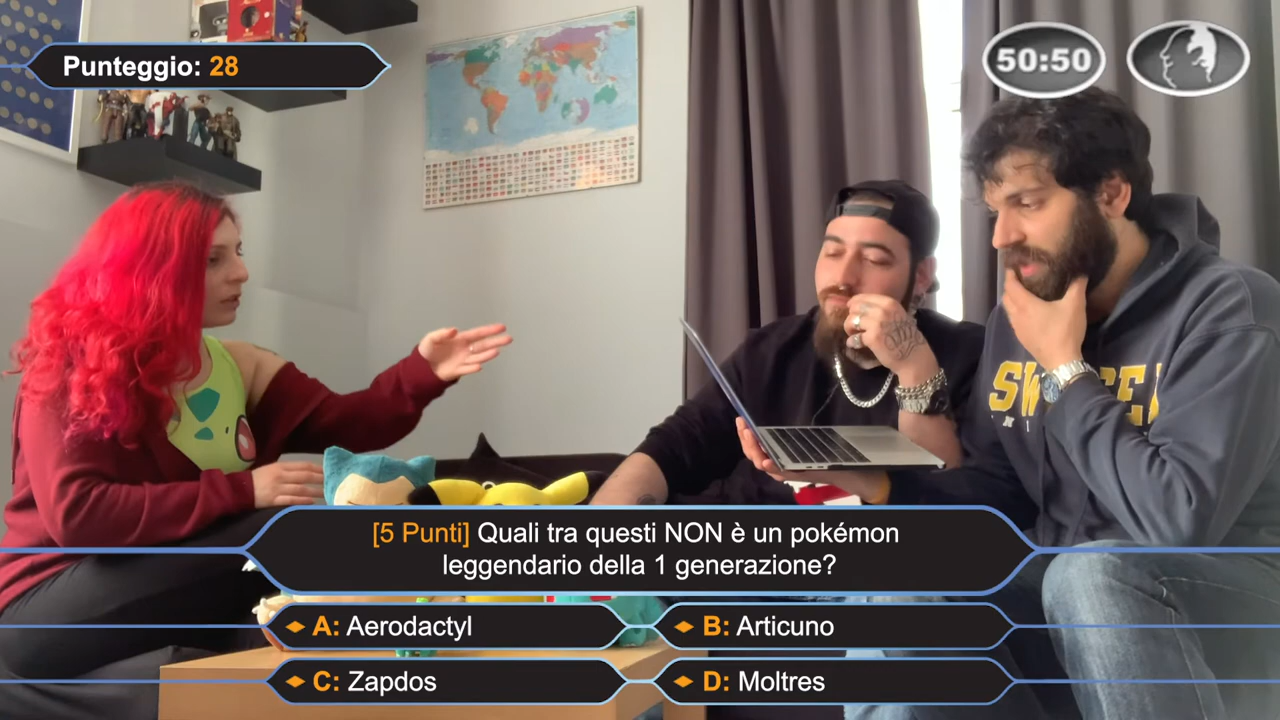 Punteggio: 28
50:50
[5 Punti] Quali tra questi NON è un pokémon
leggendario della 1 generazione?
A: Aerodactyl
B: Articuno
C: Zapdos
D: Moltres